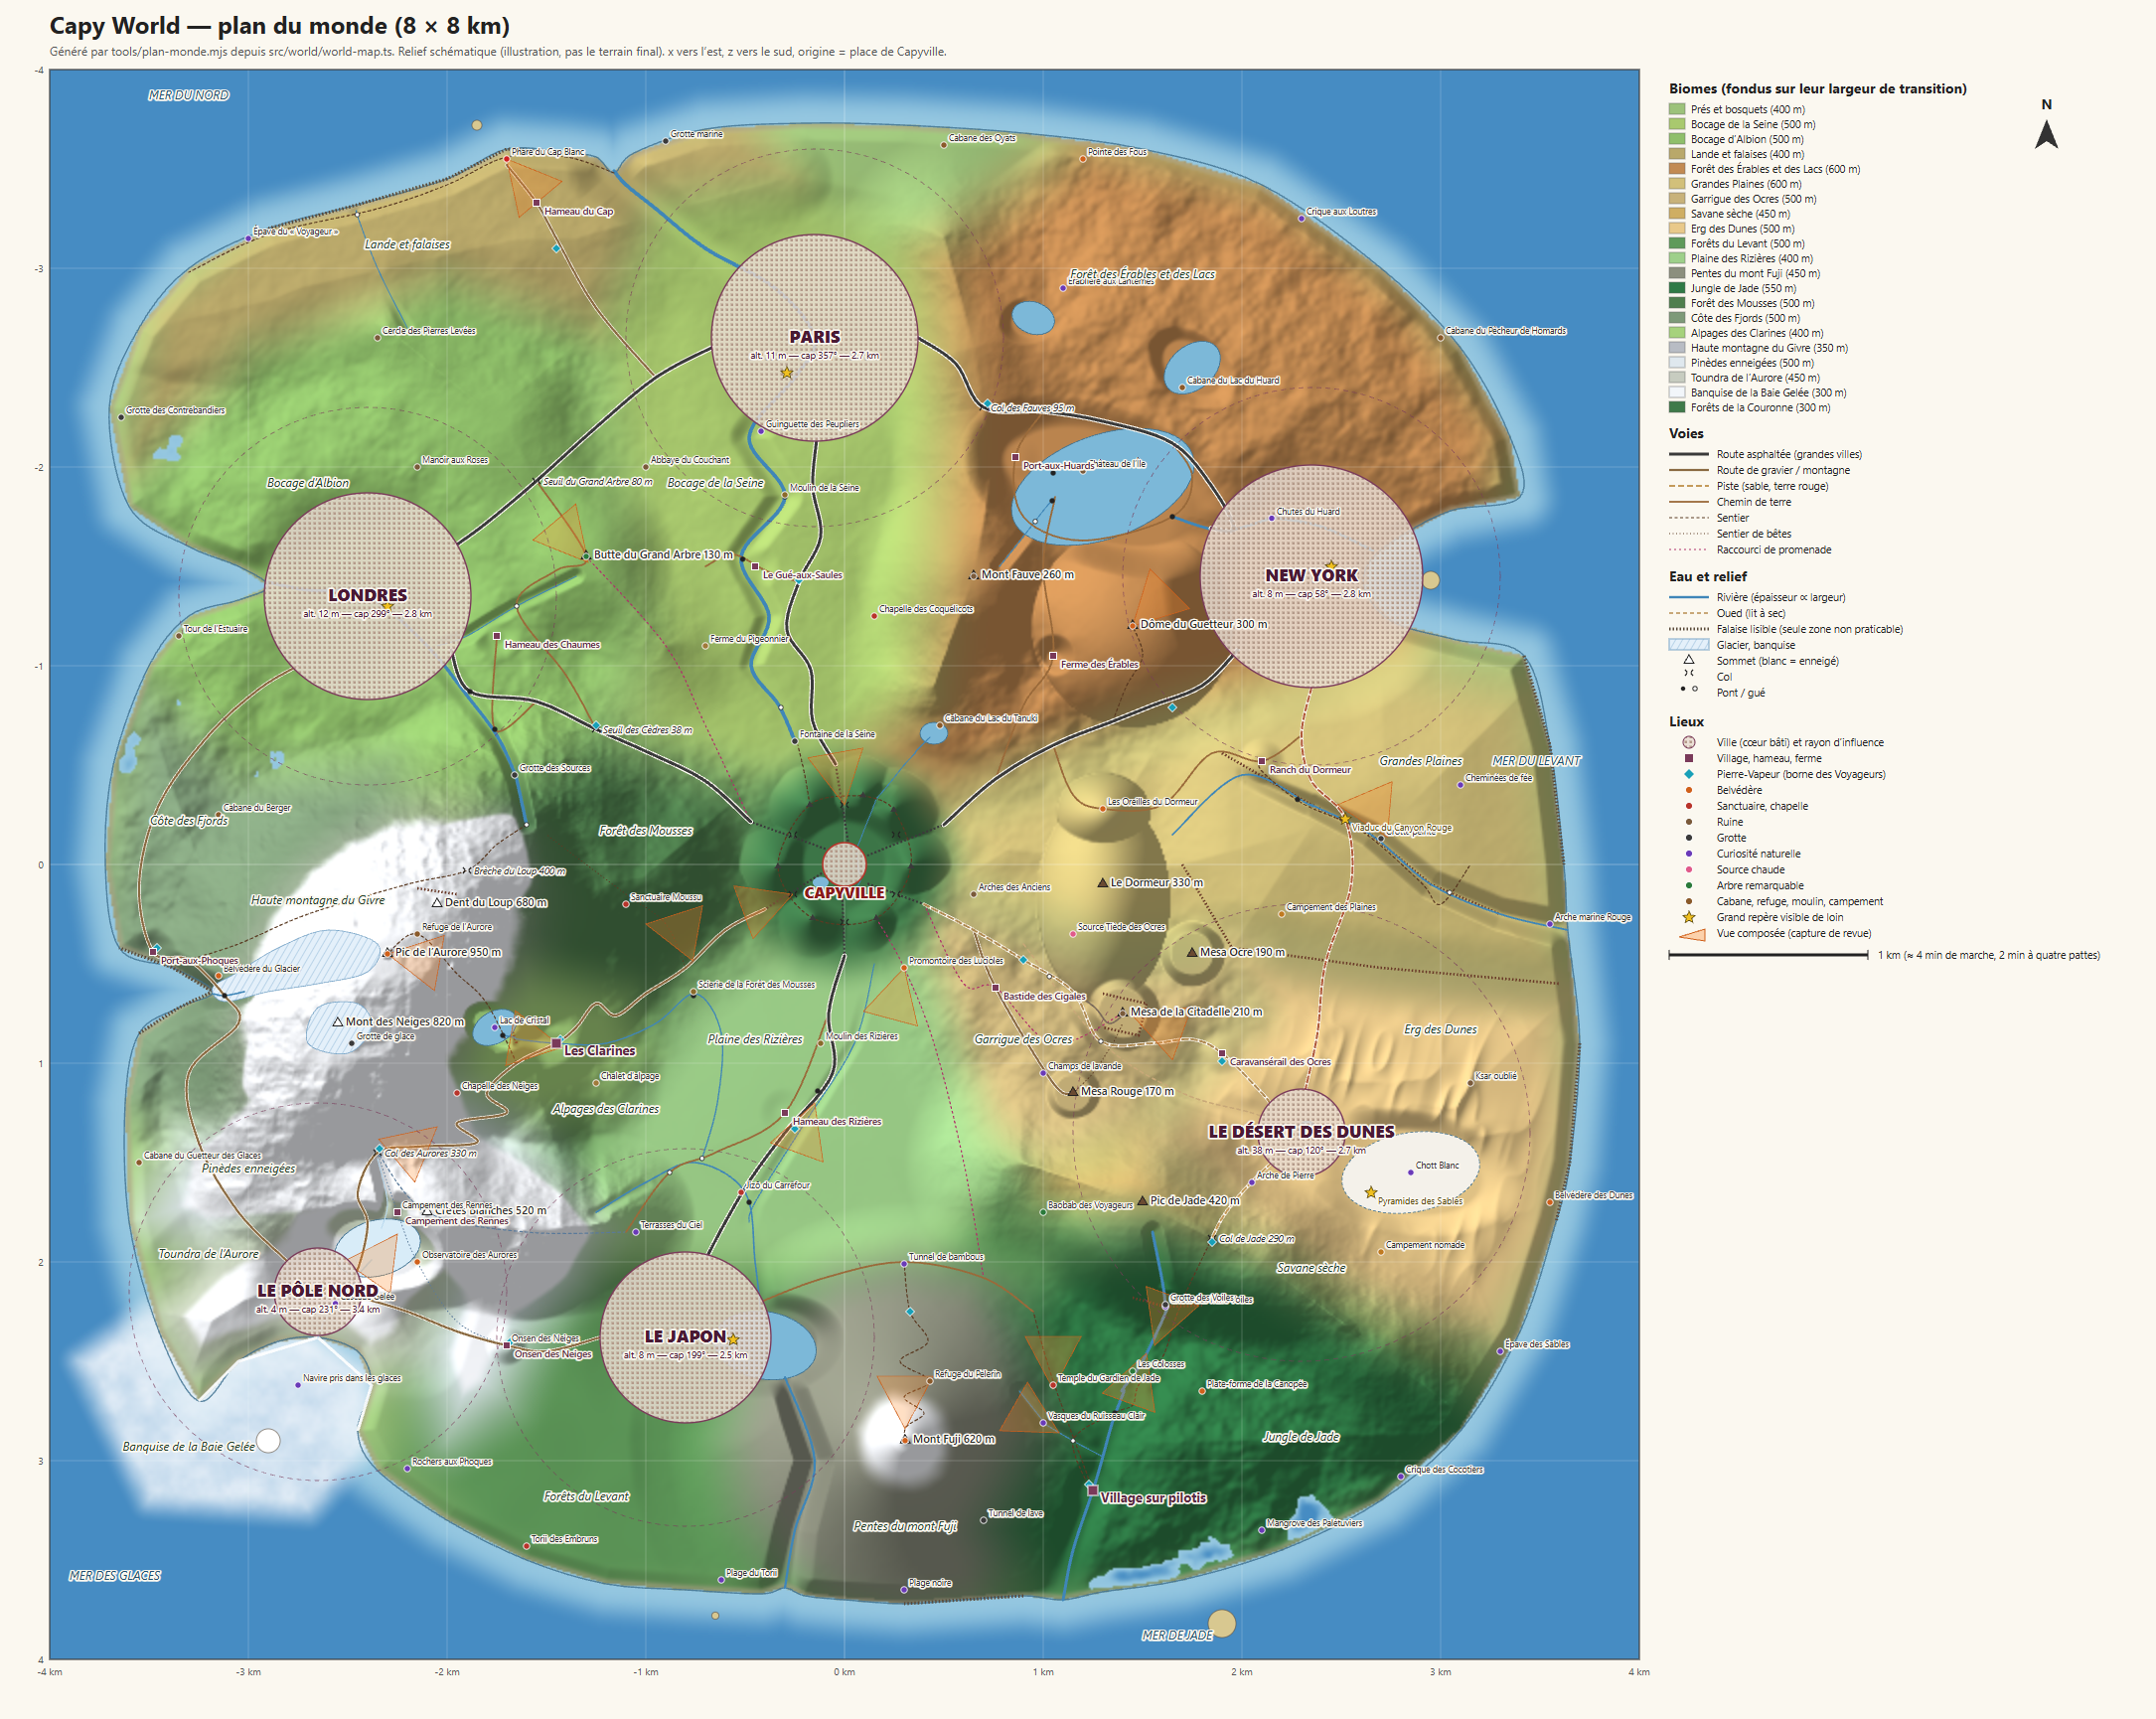 Capy World — plan du monde (8 × 8 km)
Généré par tools/plan-monde.mjs depuis src/world/world-map.ts. Relief schématique (illustration, pas le terrain final). x vers l'est, z vers le sud, origine = place de Capyville.
-4
MER DU NORD
Grotte marine
Cabane des Oyats
Phare du Cap Blanc
Pointe des Fous
Hameau du Cap
Crique aux Loutres
Épave du « Voyageur »
Lande et falaises
-3
Forêt des Érables et des Lacs
Érablière aux Lanternes
Cercle des Pierres Levées
Cabane du Pêcheur de Homards
PARIS
alt. 11 m — cap 357° — 2.7 km
Cabane du Lac du Huard
Grotte des Contrebandiers
Col des Fauves 95 m
Guinguette des Peupliers
Manoir aux Roses
Abbaye du Couchant
Port-aux-Huards
Château de l'Île
-2
Bocage d'Albion
Seuil du Grand Arbre 80 m
Bocage de la Seine
Moulin de la Seine
Chutes du Huard
Butte du Grand Arbre 130 m
Le Gué-aux-Saules
Mont Fauve 260 m
NEW YORK
alt. 8 m — cap 58° — 2.8 km
LONDRES
alt. 12 m — cap 299° — 2.8 km
Chapelle des Coquelicots
Dôme du Guetteur 300 m
Tour de l'Estuaire
Hameau des Chaumes
Ferme du Pigeonnier
Ferme des Érables
-1
Cabane du Lac du Tanuki
Seuil des Cèdres 38 m
Fontaine de la Seine
Grotte des Sources
Ranch du Dormeur
Grandes Plaines
MER DU LEVANT
Cheminées de fée
Cabane du Berger
Côte des Fjords
Forêt des Mousses
Les Oreilles du Dormeur
Viaduc du Canyon Rouge
0
Brèche du Loup 400 m
Haute montagne du Givre
Dent du Loup 680 m
Sanctuaire Moussu
CAPYVILLE
Arches des Anciens
Le Dormeur 330 m
Campement des Plaines
Arche marine Rouge
Refuge de l'Aurore
Source Tiède des Ocres
Pic de l'Aurore 950 m
Port-aux-Phoques
Belvédère du Glacier
Promontoire des Lucioles
Mesa Ocre 190 m
Scierie de la Forêt des Mousses
Bastide des Cigales
Mont des Neiges 820 m
Lac de Cristal
Grotte de glace
Mesa de la Citadelle 210 m
Les Clarines
Plaine des Rizières
Moulin des Rizières
Garrigue des Ocres
Erg des Dunes
1
Chalet d'alpage
Chapelle des Neiges
Champs de lavande
Caravansérail des Ocres
Ksar oublié
Mesa Rouge 170 m
Alpages des Clarines
Hameau des Rizières
LE DÉSERT DES DUNES
alt. 38 m — cap 120° — 2.7 km
Col des Aurores 330 m
Cabane du Guetteur des Glaces
Pinèdes enneigées
Chott Blanc
Arche de Pierre
Jizō du Carrefour
Pyramides des Sables
Belvédère des Dunes
Campement des Rennes
Crêtes Blanches 520 m
Campement des Rennes
Baobab des Voyageurs
Pic de Jade 420 m
Terrasses du Ciel
Col de Jade 290 m
Campement nomade
Toundra de l'Aurore
Observatoire des Aurores
Tunnel de bambous
Savane sèche
2
LE PÔLE NORD
alt. 4 m — cap 231° — 3.4 km
Grotte des Voiles
Onsen des Neiges
Onsen des Neiges
LE JAPON
alt. 8 m — cap 199° — 2.5 km
Épave des Sables
Les Colosses
Navire pris dans les glaces
Refuge du Pèlerin
Temple du Gardien de Jade
Plate-forme de la Canopée
Vasques du Ruisseau Clair
Mont Fuji 620 m
Jungle de Jade
Banquise de la Baie Gelée
Rochers aux Phoques
Crique des Cocotiers
3
Forêts du Levant
Village sur pilotis
Pentes du mont Fuji
Tunnel de lave
Mangrove des Palétuviers
Torii des Embruns
MER DES GLACES
Plage du Torii
Plage noire
MER DE JADE
4
-4 km
-3 km
-2 km
-1 km
0 km
1 km
2 km
3 km
4 km
Biomes (fondus sur leur largeur de transition)
N
Prés et bosquets (400 m)
Bocage de la Seine (500 m)
Bocage d'Albion (500 m)
Lande et falaises (400 m)
Forêt des Érables et des Lacs (600 m)
Grandes Plaines (600 m)
Garrigue des Ocres (500 m)
Savane sèche (450 m)
Erg des Dunes (500 m)
Forêts du Levant (500 m)
Plaine des Rizières (400 m)
Pentes du mont Fuji (450 m)
Jungle de Jade (550 m)
Forêt des Mousses (500 m)
Côte des Fjords (500 m)
Alpages des Clarines (400 m)
Haute montagne du Givre (350 m)
Pinèdes enneigées (500 m)
Toundra de l'Aurore (450 m)
Banquise de la Baie Gelée (300 m)
Forêts de la Couronne (300 m)
Voies
Route asphaltée (grandes villes)
Route de gravier / montagne
Piste (sable, terre rouge)
Chemin de terre
Sentier
Sentier de bêtes
Raccourci de promenade
Eau et relief
Rivière (épaisseur ∝ largeur)
Oued (lit à sec)
Falaise lisible (seule zone non praticable)
Glacier, banquise
Sommet (blanc = enneigé)
Col
Pont / gué
Lieux
Ville (cœur bâti) et rayon d'influence
Village, hameau, ferme
Pierre-Vapeur (borne des Voyageurs)
Belvédère
Sanctuaire, chapelle
Ruine
Grotte
Curiosité naturelle
Source chaude
Arbre remarquable
Cabane, refuge, moulin, campement
Grand repère visible de loin
Vue composée (capture de revue)
1 km (≈ 4 min de marche, 2 min à quatre pattes)